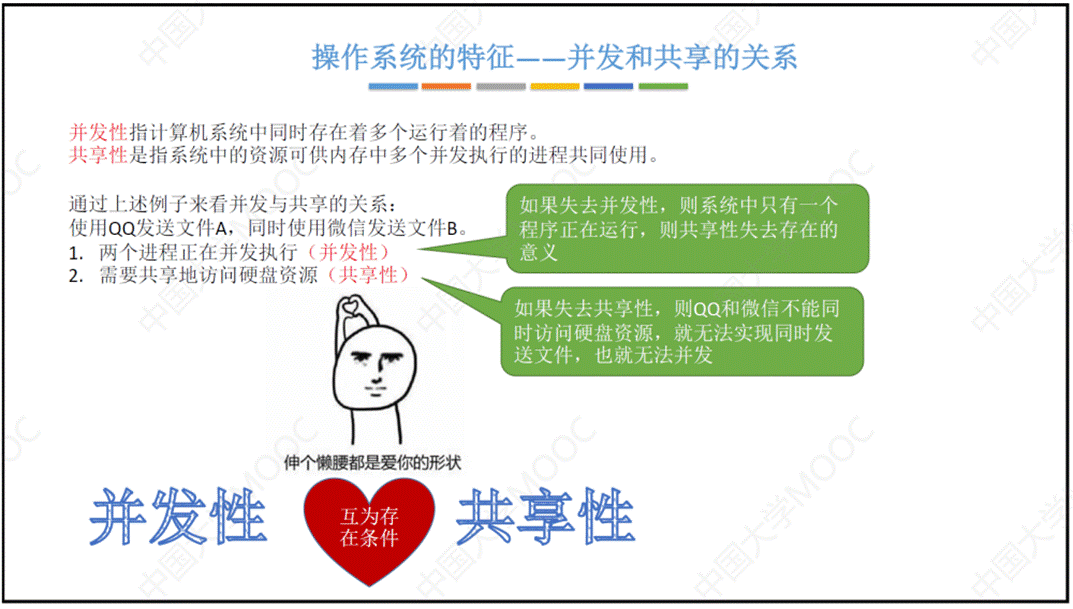 操作系统的特征——并发和共享的关系
并发性指计算机系统中同时存在着多个运行着的程序。
共享性是指系统中的资源可供内存中多个并发执行的进程共同使用。
通过上述例子来看并发与共享的关系：
使用QQ发送文件A，同时使用微信发送文件B。
1. 两个进程正在并发执行（并发性）
2. 需要共享地访问硬盘资源（共享性）
如果失去并发性，则系统中只有一个
程序正在运行，则共享性失去存在的
意义
如果失去共享性，则QQ和微信不能同
时访问硬盘资源，就无法实现同时发
送文件，也就无法并发
伸个懒腰都是爱你的形状
并发性
互为存
在条件
共享性
中国大学MOOC